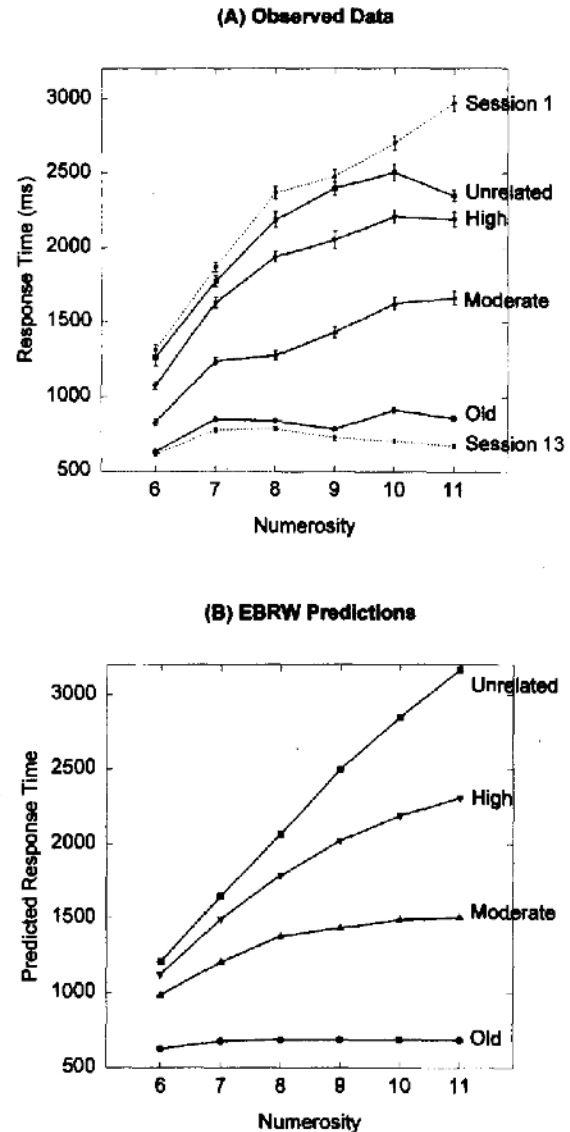 (A) Observed Data
3000
2500
2000
1500
1000
500
Response Time (ms)
Session 1
Unrelated
High
Moderate
Old
Session 13
6 7 8 9 10 11
Numerosity
(B) EBRW Predictions
3000
2500
2000
1500
1000
500
Predicted Response Time
Unrelated
High
Moderate
Old
6 7 8 9 10 11
Numerosity